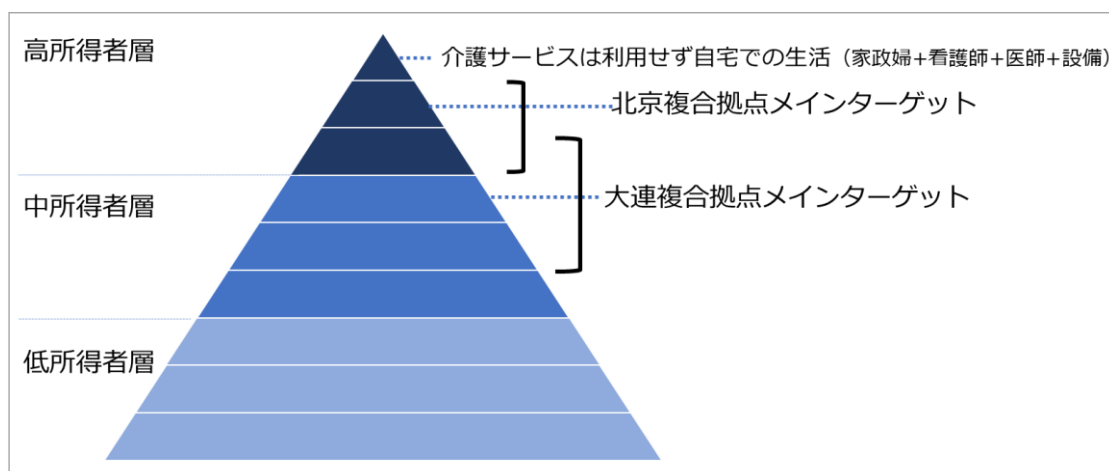 高所得者層
介護サービスは利用せず自宅での生活（家政婦+看護師+医師+設備）
北京複合拠点メインターゲット
中所得者層
大連複合拠点メインターゲット
低所得者層